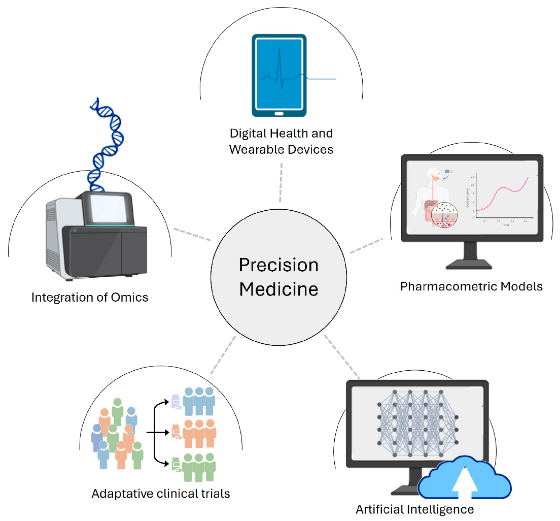 Digital Health and
Wearable Devices
Integration of Omics
Precision
Medicine
Pharmacometric Models
Adaptative clinical trials
Artificial Intelligence